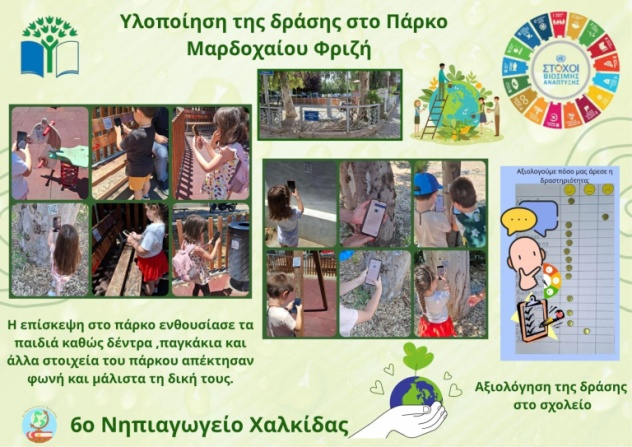 Υλοποίηση της δράσης στο Πάρκο
Μαρδοχαίου Φριζή
ΣΤΟΧΟΙ
ΒΙΩΣΙΜΗΣ
ΑΝΑΠΤΥΞΗΣ
Αξιολογούμε πόσο μας άρεσε η
δραστηριότητα:
Η επίσκεψη στο πάρκο ενθουσίασε τα
παιδιά καθώς δέντρα ,παγκάκια και
άλλα στοιχεία του πάρκου απέκτησαν
φωνή και μάλιστα τη δική τους.
Αξιολόγηση της δράσης
στο σχολείο
6ο Νηπιαγωγείο Χαλκίδας